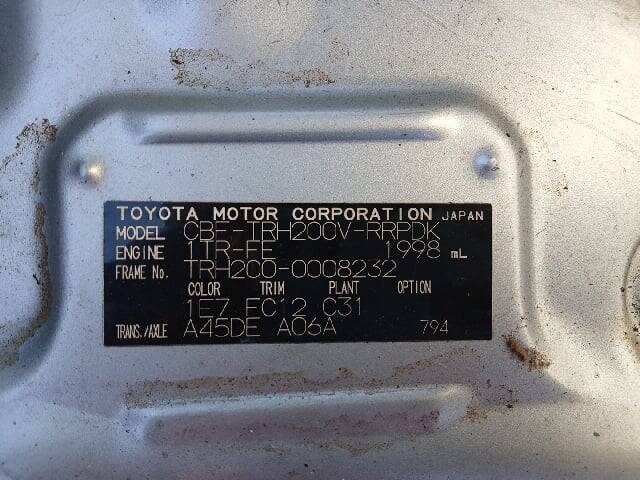 TOYOTA MOTOR CORPORATION JAPAN
MODEL CBF-TRH200V-RRPDK
ENGINE 1TR-FE 1998 mL
FRAME No. TRH200-0008232
COLOR TRIM PLANT OPTION
1E7 FC12 C31
TRANS./AXLE A45DE A06A 794